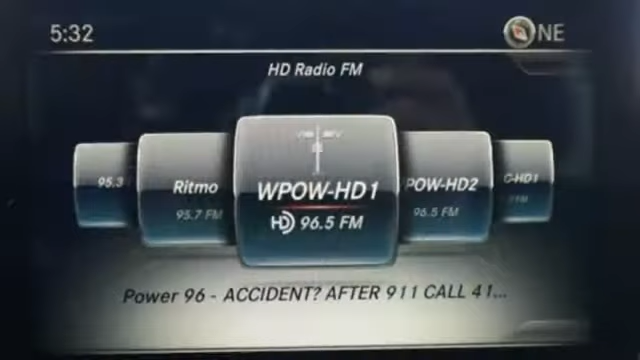 5:32
NE
HD Radio FM
95.3
Ritmo
95.7 FM
WPOW-HD1
HD 96.5 FM
POW-HD2
96.5 FM
C-HD1
Power 96 - ACCIDENT? AFTER 911 CALL 41...